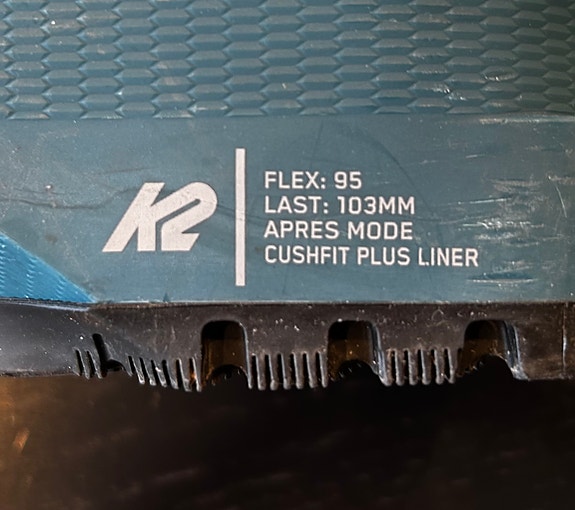 K2
FLEX: 95
LAST: 103MM
APRES MODE
CUSHFIT PLUS LINER